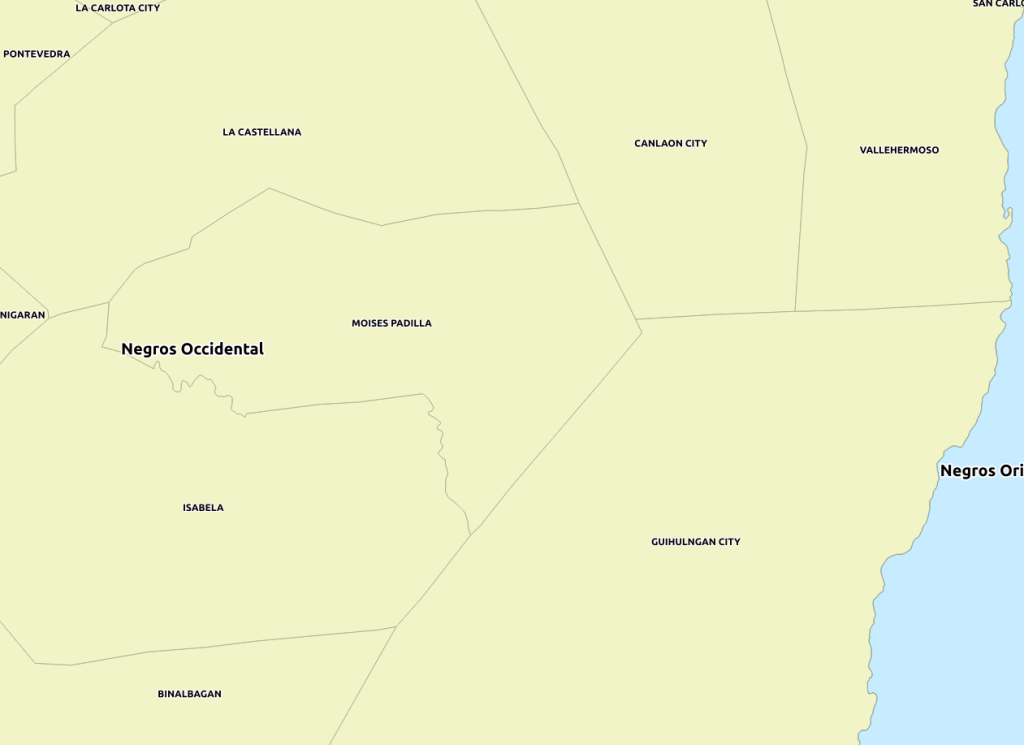 LA CARLOTA CITY
SAN CARLO
PONTEVEDRA
LA CASTELLANA
CANLAON CITY
VALLEHERMOSO
NIGARAN
MOISES PADILLA
Negros Occidental
Negros Ori
ISABELA
GUIHULNGAN CITY
BINALBAGAN